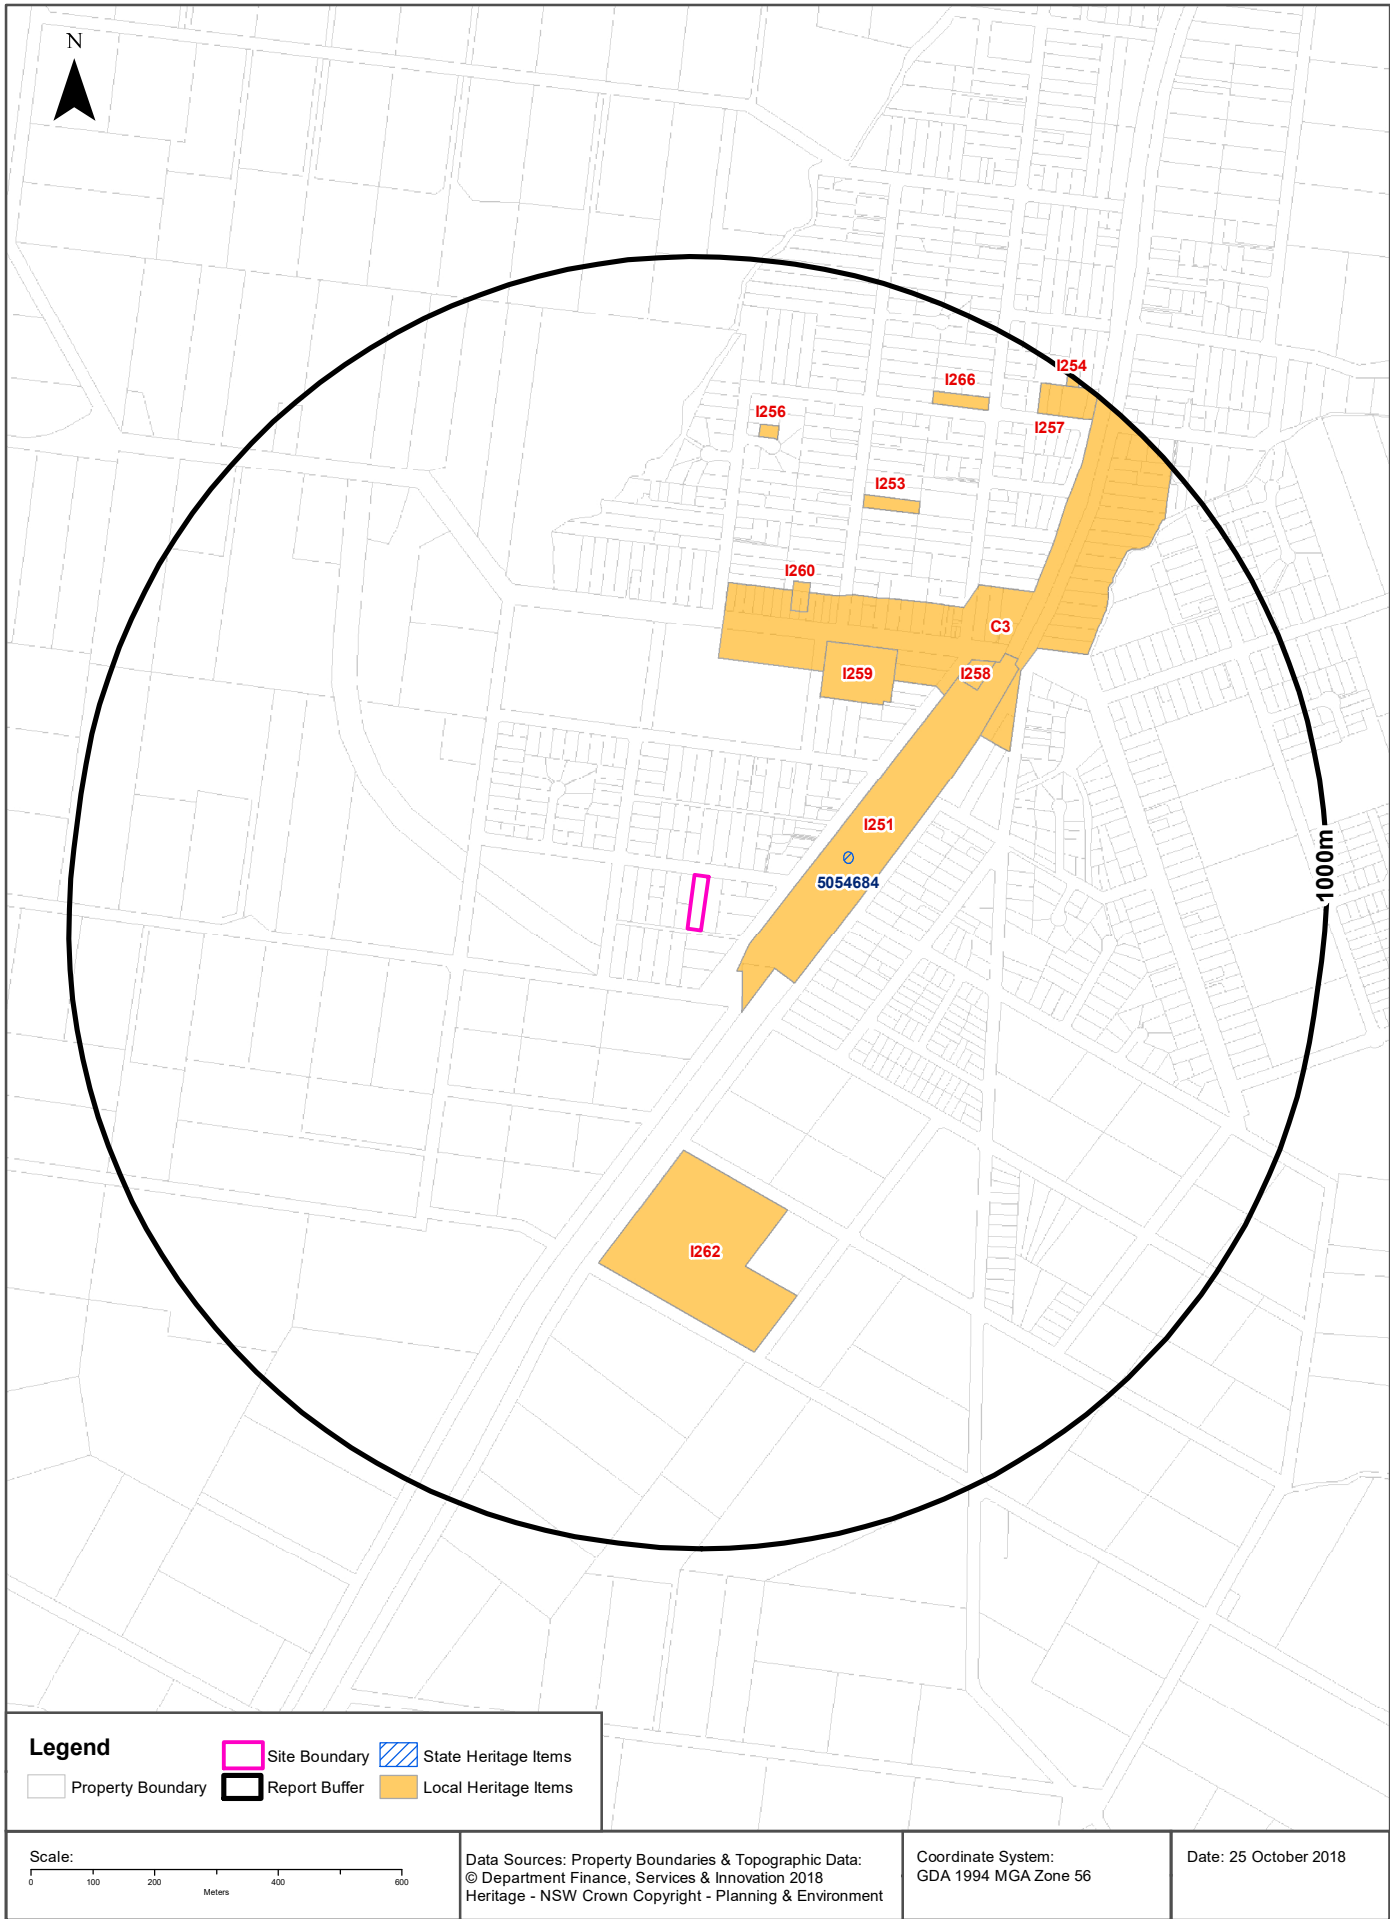 N
I254
I266
I256
I257
I253
I260
C3
I259
I258
I251
5054684
1000m
I262
Legend
Site Boundary
State Heritage Items
Property Boundary
Report Buffer
Local Heritage Items
Scale:
0 100 200 400 600
Meters
Data Sources: Property Boundaries & Topographic Data:
© Department Finance, Services & Innovation 2018
Heritage - NSW Crown Copyright - Planning & Environment
Coordinate System:
GDA 1994 MGA Zone 56
Date: 25 October 2018